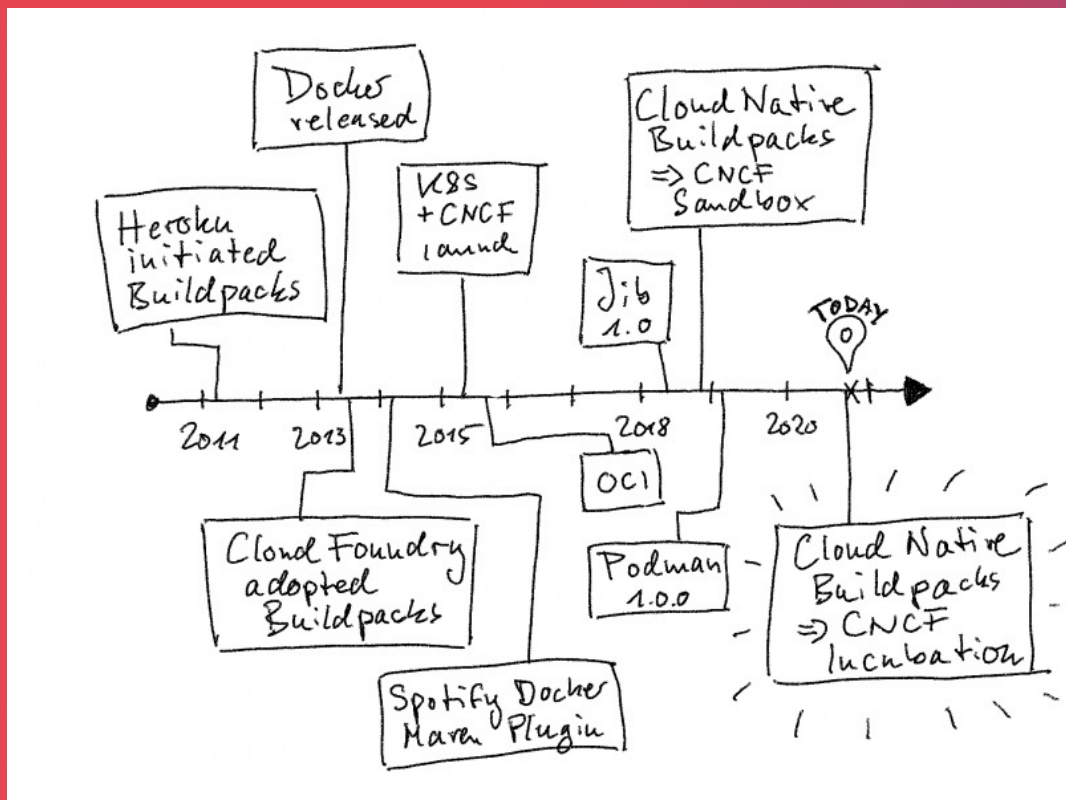 Docker
released
Cloud Native
Buildpacks
=> CNCF
Sandbox
K8S
+ CNCF
launch
Heroku
initiated
Buildpacks
Jib
1.0
TODAY
2011
2013
2015
2018
2020
OCI
Cloud Foundry
adopted
Buildpacks
Podman
1.0.0
Cloud Native
Buildpacks
=> CNCF
Incubation
Spotify Docker
Maven Plugin